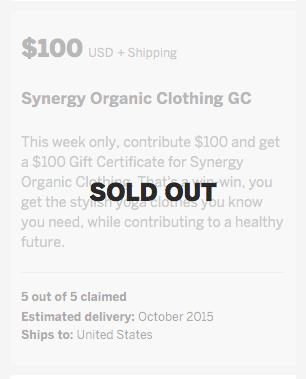 $100 USD + Shipping
Synergy Organic Clothing GC
This week only, contribute $100 and get
a $100 Gift Certificate for Synergy
Organic Clothing. That's a win-win, you
SOLD OUT
get the stylish yoga clothes you know
you need, while contributing to a healthy
future.
5 out of 5 claimed
Estimated delivery: October 2015
Ships to: United States